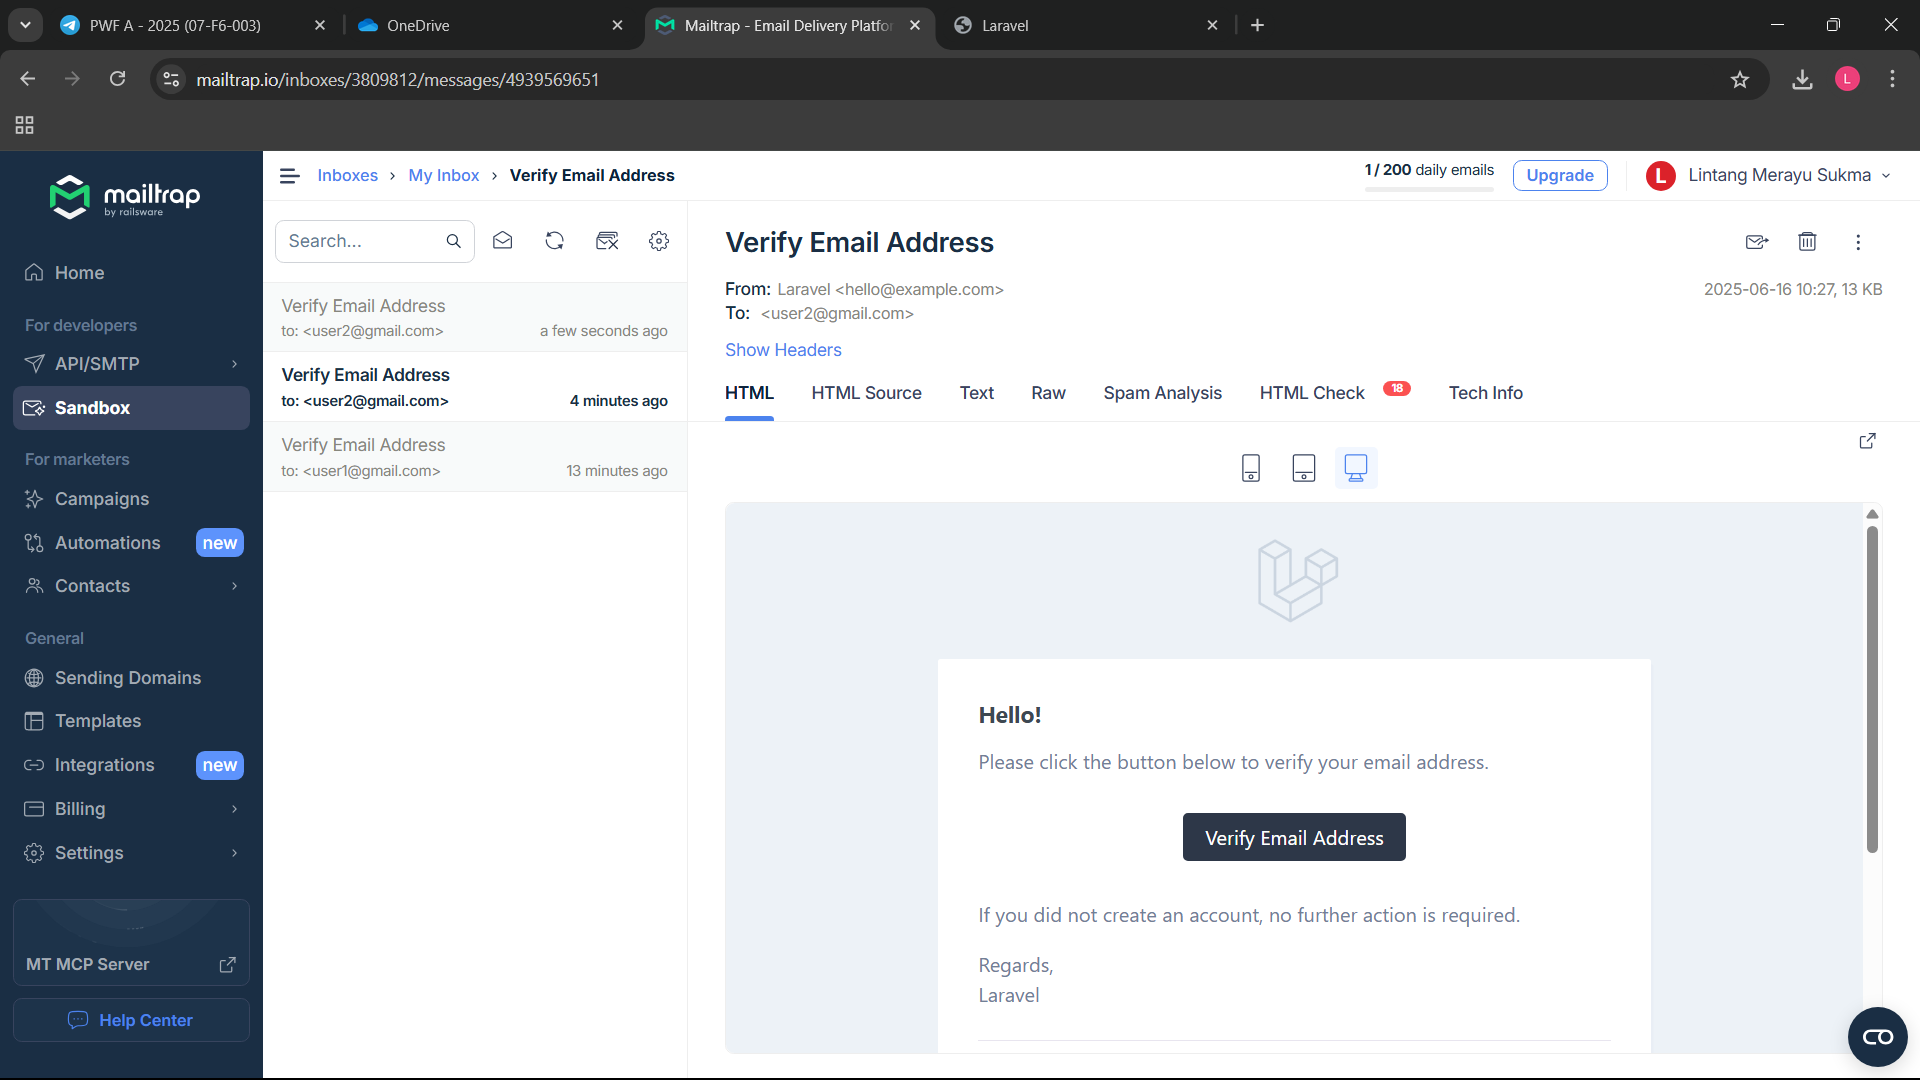 PWF A - 2025 (07-F6-003)
OneDrive
Mailtrap - Email Delivery Platfo
Laravel
mailtrap.io/inboxes/3809812/messages/4939569651
L
mailtrap
by railsware
Home
For developers
API/SMTP
Sandbox
For marketers
Campaigns
Automations new
Contacts
General
Sending Domains
Templates
Integrations new
Billing
Settings
MT MCP Server
Help Center
Inboxes › My Inbox › Verify Email Address
1 / 200 daily emails
Upgrade
L Lintang Merayu Sukma
Search...
Verify Email Address
to: <user2@gmail.com> a few seconds ago
Verify Email Address
to: <user2@gmail.com> 4 minutes ago
Verify Email Address
to: <user1@gmail.com> 13 minutes ago
Verify Email Address
From: Laravel <hello@example.com>
2025-06-16 10:27, 13 KB
To: <user2@gmail.com>
Show Headers
HTML HTML Source Text Raw Spam Analysis HTML Check 18 Tech Info
Hello!
Please click the button below to verify your email address.
Verify Email Address
If you did not create an account, no further action is required.
Regards,
Laravel